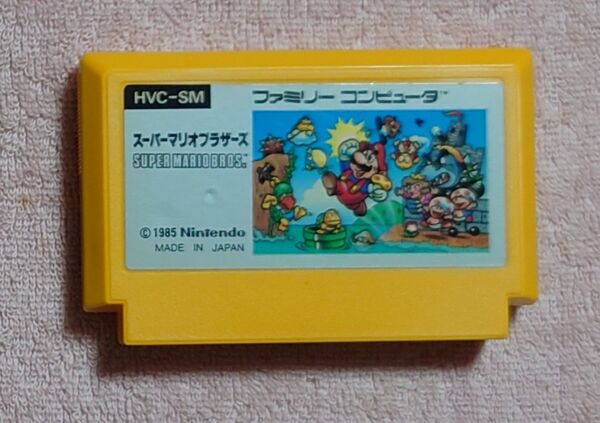 HVC-SM
ファミリー コンピュータ™
スーパーマリオブラザーズ
SUPER MARIO BROS.™
© 1985 Nintendo
MADE IN JAPAN